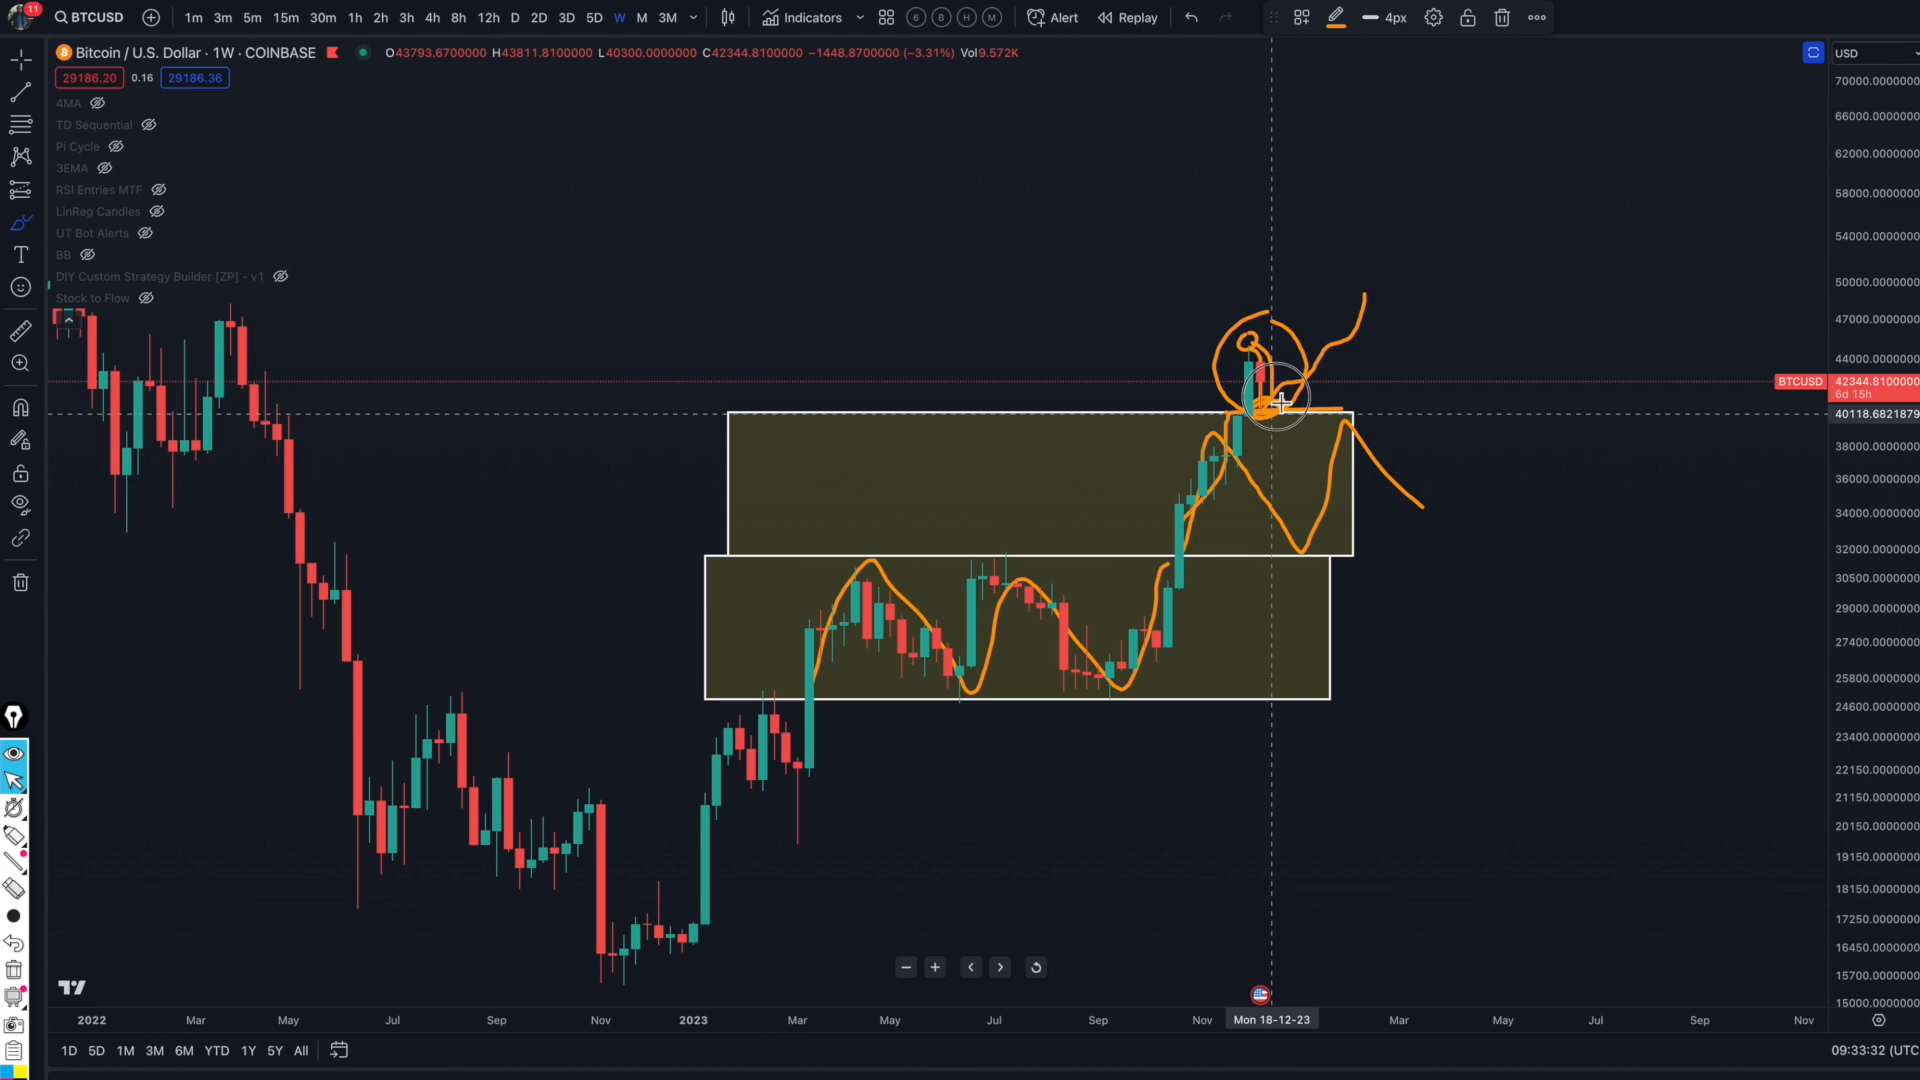 11
BTCUSD 1m 3m 5m 15m 30m 1h 2h 3h 4h 8h 12h D 2D 3D 5D W M 3M Indicators 6 B H M Alert Replay 4px
Bitcoin / U.S. Dollar · 1W · COINBASE O43793.6700000 H43811.8100000 L40300.0000000 C42344.8100000 −1448.8700000 (−3.31%) Vol9.572K
29186.20 0.16 29186.36
4MA
TD Sequential
Pi Cycle
3EMA
RSI Entries MTF
LinReg Candles
UT Bot Alerts
BB
DIY Custom Strategy Builder [ZP] - v1
Stock to Flow
USD
70000.0000000
66000.0000000
62000.0000000
58000.0000000
54000.0000000
50000.0000000
47000.0000000
44000.0000000
BTCUSD 42344.8100000
6d 15h
40118.6821879
38000.0000000
36000.0000000
34000.0000000
32000.0000000
30500.0000000
29000.0000000
27400.0000000
25800.0000000
24600.0000000
23400.0000000
22150.0000000
21150.0000000
20150.0000000
19150.0000000
18150.0000000
17250.0000000
16450.0000000
15700.0000000
15000.0000000
2022 Mar May Jul Sep Nov 2023 Mar May Jul Sep Nov Mon 18-12-23 Mar May Jul Sep Nov
1D 5D 1M 3M 6M YTD 1Y 5Y All 09:33:32 (UTC